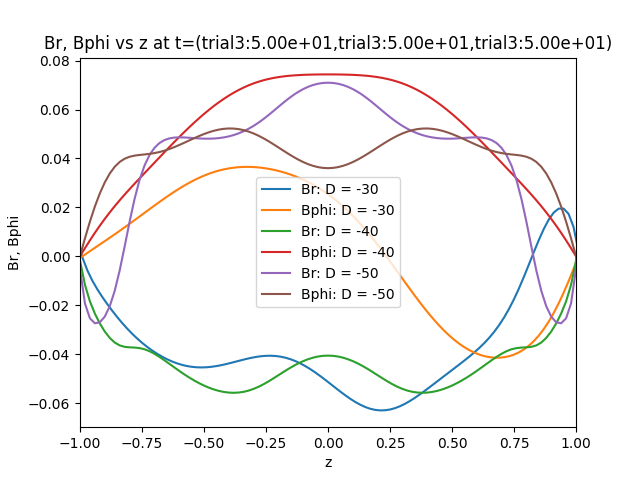 Br, Bphi vs z at t=(trial3:5.00e+01,trial3:5.00e+01,trial3:5.00e+01)
0.08
0.06
0.04
0.02
0.00
−0.02
−0.04
−0.06
Br, Bphi
Br: D = -30
Bphi: D = -30
Br: D = -40
Bphi: D = -40
Br: D = -50
Bphi: D = -50
−1.00 −0.75 −0.50 −0.25 0.00 0.25 0.50 0.75 1.00
z